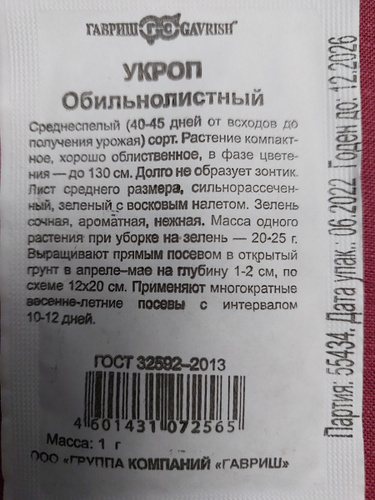 ГАВРИШ ГС GAVRISH®
УКРОП
Обильнолистный
Среднеспелый (40-45 дней от всходов до
получения урожая) сорт. Растение компакт-
ное, хорошо облиственное, в фазе цвете-
ния — до 130 см. Долго не образует зонтик.
Лист среднего размера, сильнорассечен-
ный, зеленый с восковым налетом. Зелень
сочная, ароматная, нежная. Масса одного
растения при уборке на зелень — 20-25 г.
Выращивают прямым посевом в открытый
грунт в апреле-мае на глубину 1-2 см, по
схеме 12х20 см. Применяют многократные
весенне-летние посевы с интервалом
10-12 дней.
ГОСТ 32592-2013
4 601431 072565
Масса: 1 г
ООО «ГРУППА КОМПАНИЙ «ГАВРИШ»
Партия: 55434. Дата упак.: 06.2022 Годен до: 12.2026